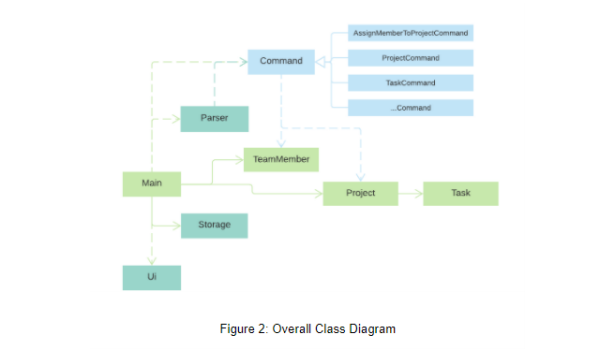 AssignMemberToProjectCommand
Command
ProjectCommand
TaskCommand
...Command
Parser
TeamMember
Main
Project
Task
Storage
Ui
Figure 2: Overall Class Diagram